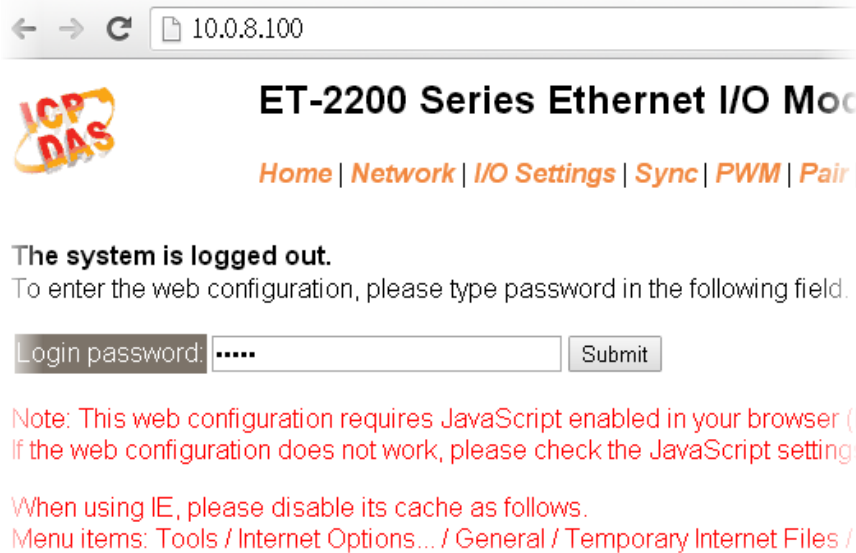 10.0.8.100
ICP
DAS
ET-2200 Series Ethernet I/O
Home | Network | I/O Settings | Sync | PWM | Pair |
The system is logged out.
To enter the web configuration, please type password in the following field.
Login password: ••••• Submit
Note: This web configuration requires JavaScript enabled in your browser (
If the web configuration does not work, please check the JavaScript
When using IE, please disable its cache as follows.
Menu items: Tools / Internet Options... / General / Temporary Internet Files /